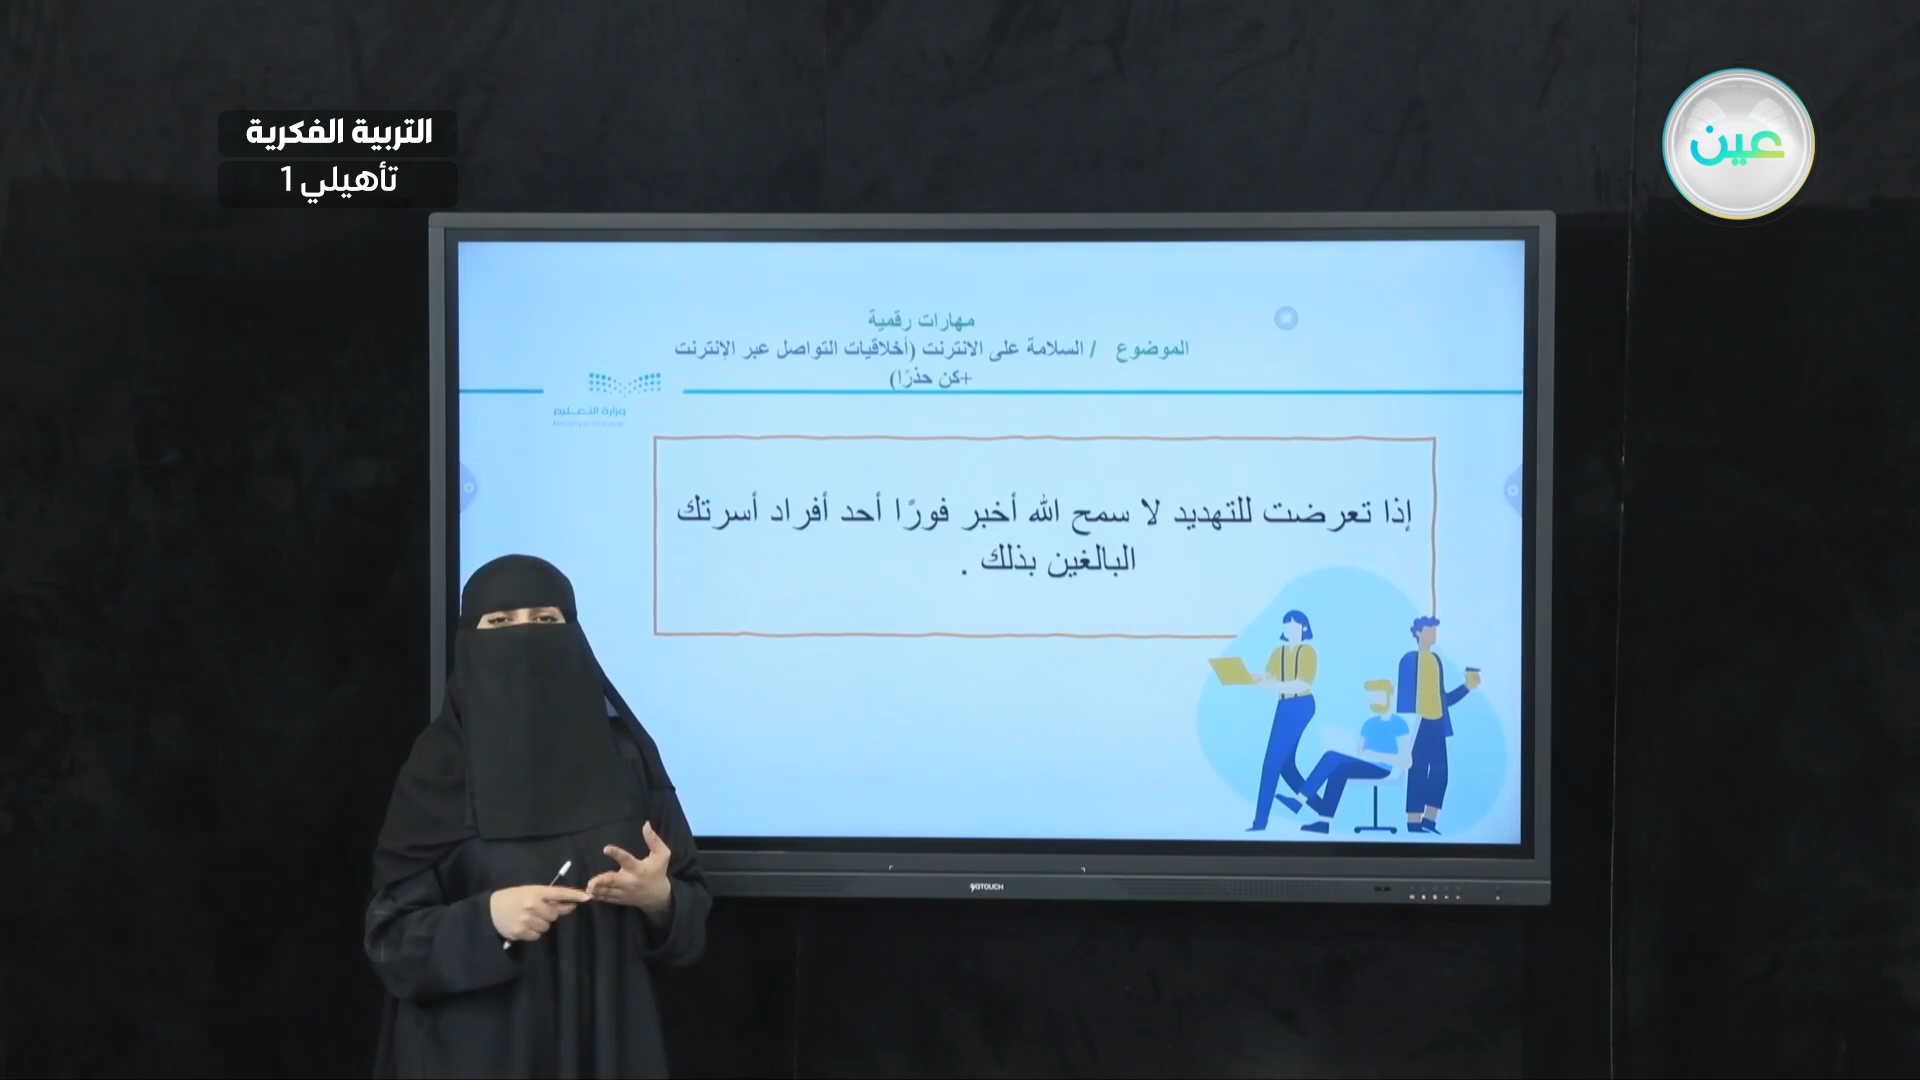 التربية الفكرية
تأهيلي 1
عين
مهارات رقمية
الموضوع / السلامة على الانترنت (أخلاقيات التواصل عبر الإنترنت
+كن حذرًا)
وزارة التعليم
إذا تعرضت للتهديد لا سمح الله أخبر فورًا أحد أفراد أسرتك
البالغين بذلك .